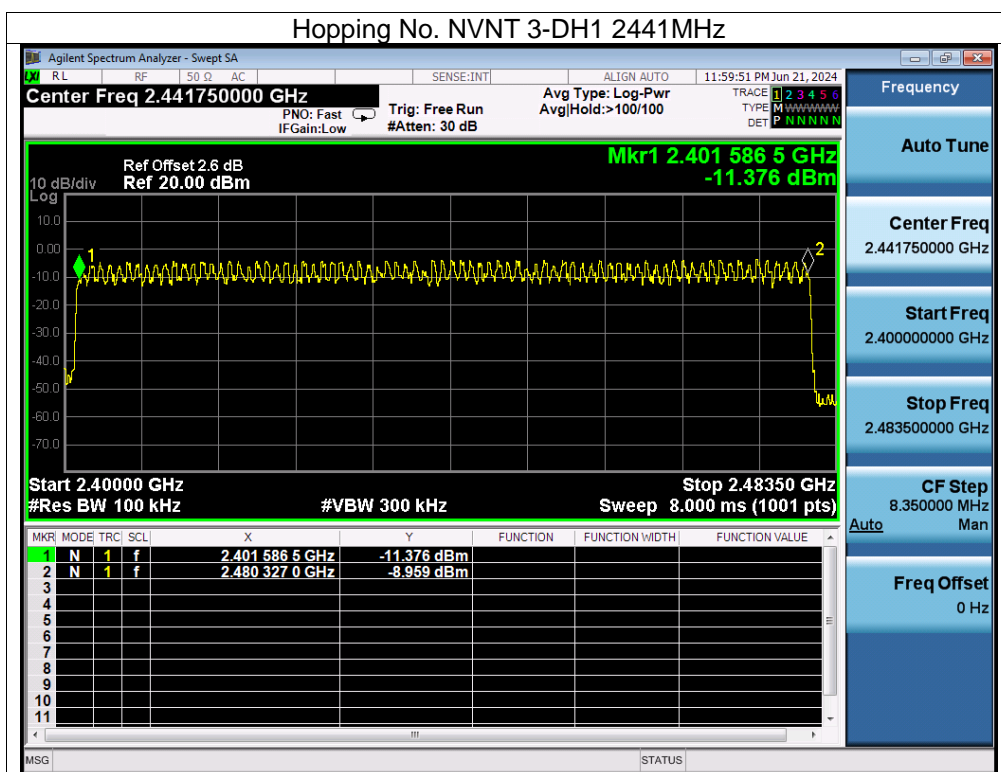 Hopping No. NVNT 3-DH1 2441MHz
Agilent Spectrum Analyzer - Swept SA
LXI RL RF 50 Ω AC SENSE:INT ALIGN AUTO 11:59:51 PM Jun 21, 2024
Center Freq 2.441750000 GHz
PNO: Fast
IFGain:Low
Trig: Free Run
#Atten: 30 dB
Avg Type: Log-Pwr
Avg|Hold:>100/100
TRACE 1 2 3 4 5 6
TYPE M WWWWW
DET P N N N N N
Mkr1 2.401 586 5 GHz
-11.376 dBm
Ref Offset 2.6 dB
10 dB/div Ref 20.00 dBm
Log
10.0
0.00
-10.0
-20.0
-30.0
-40.0
-50.0
-60.0
-70.0
1
2
Start 2.40000 GHz Stop 2.48350 GHz
#Res BW 100 kHz #VBW 300 kHz Sweep 8.000 ms (1001 pts)
MKR MODE TRC SCL X Y FUNCTION FUNCTION WIDTH FUNCTION VALUE
1 N 1 f 2.401 586 5 GHz -11.376 dBm
2 N 1 f 2.480 327 0 GHz -8.959 dBm
3
4
5
6
7
8
9
10
11
MSG STATUS
Frequency
Auto Tune
Center Freq
2.441750000 GHz
Start Freq
2.400000000 GHz
Stop Freq
2.483500000 GHz
CF Step
8.350000 MHz
Auto Man
Freq Offset
0 Hz